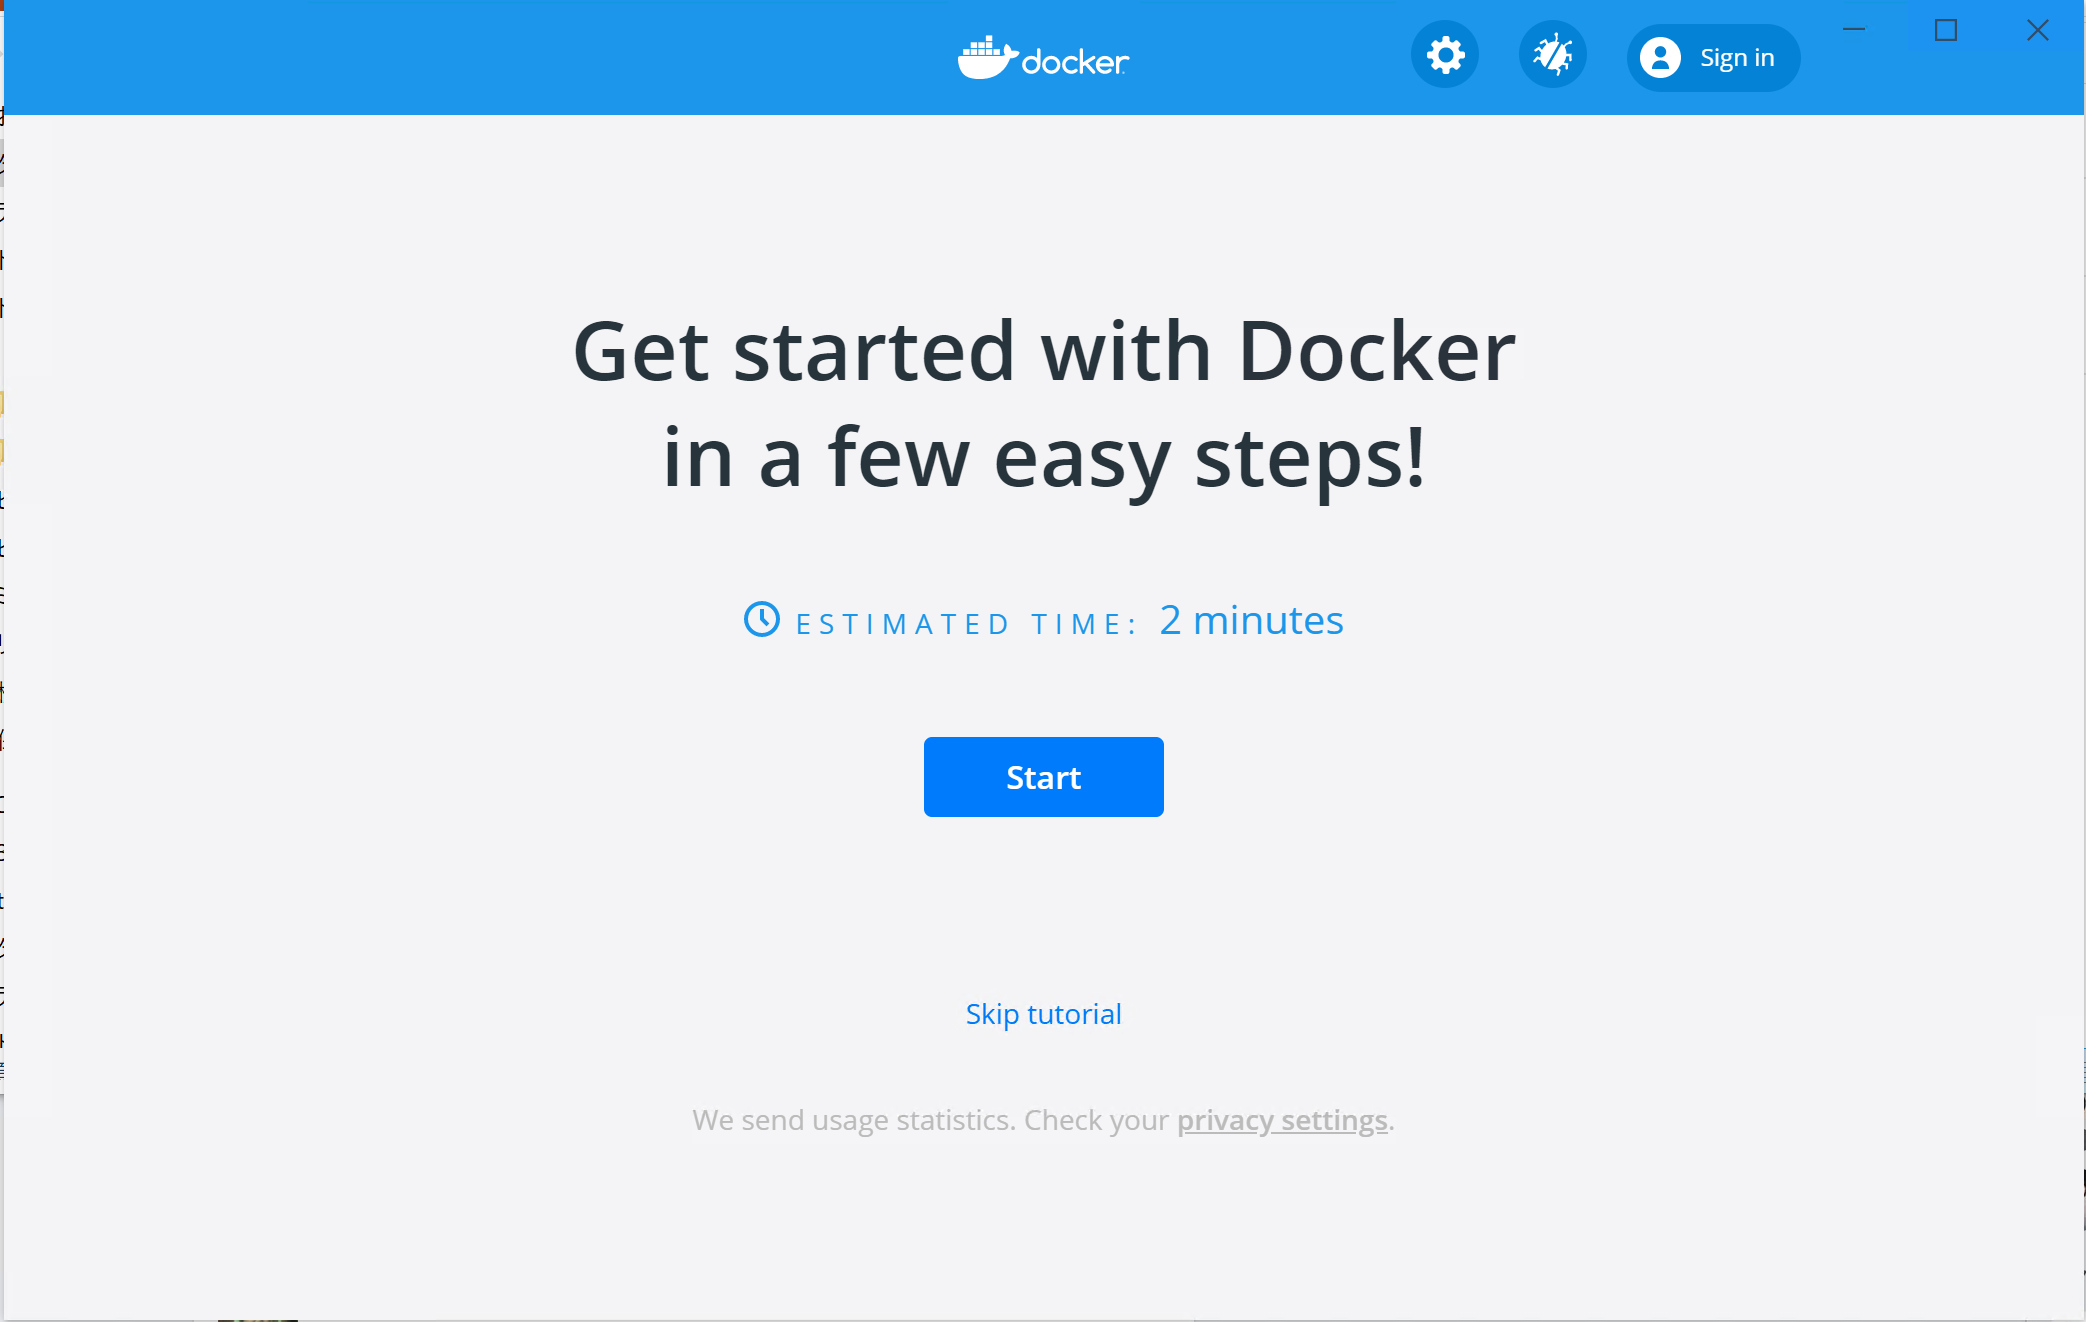 docker
Sign in
Get started with Docker
in a few easy steps!
ESTIMATED TIME: 2 minutes
Start
Skip tutorial
We send usage statistics. Check your privacy settings.